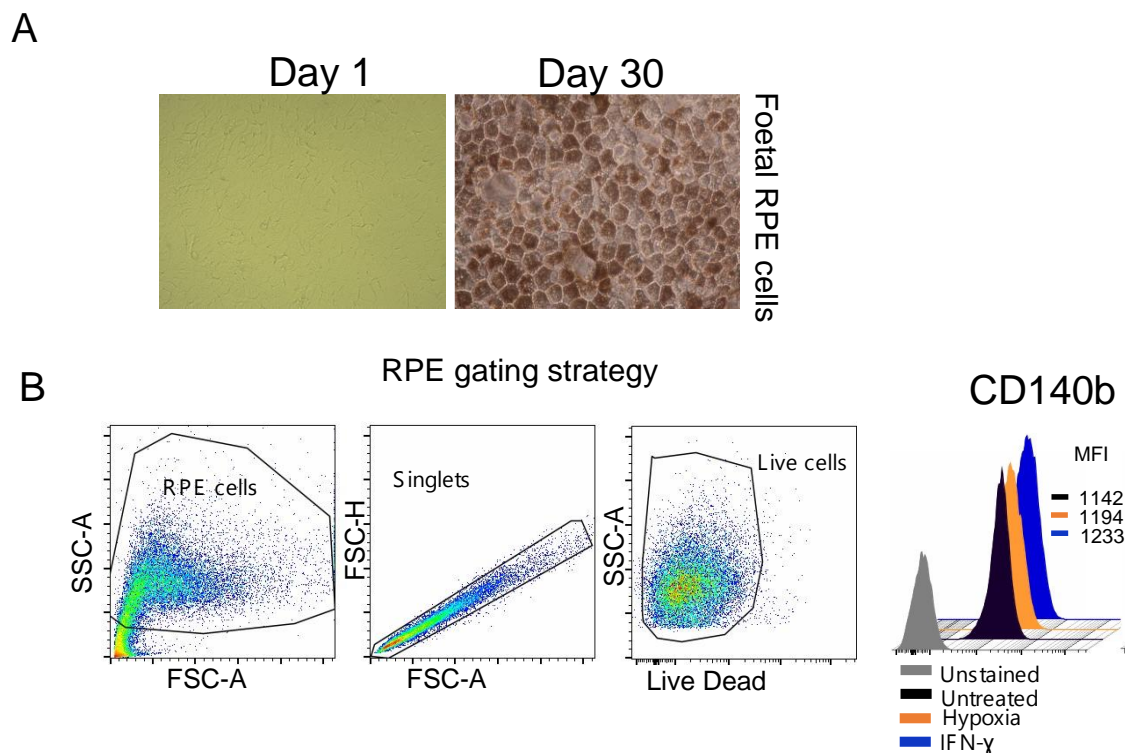 A
Day 1
Day 30
Foetal RPE cells
RPE gating strategy
B
CD140b
RPE cells
SSC-A
FSC-A
Singlets
FSC-H
FSC-A
Live cells
SSC-A
Live Dead
MFI
1142
1194
1233
Unstained
Untreated
Hypoxia
IFN-γ